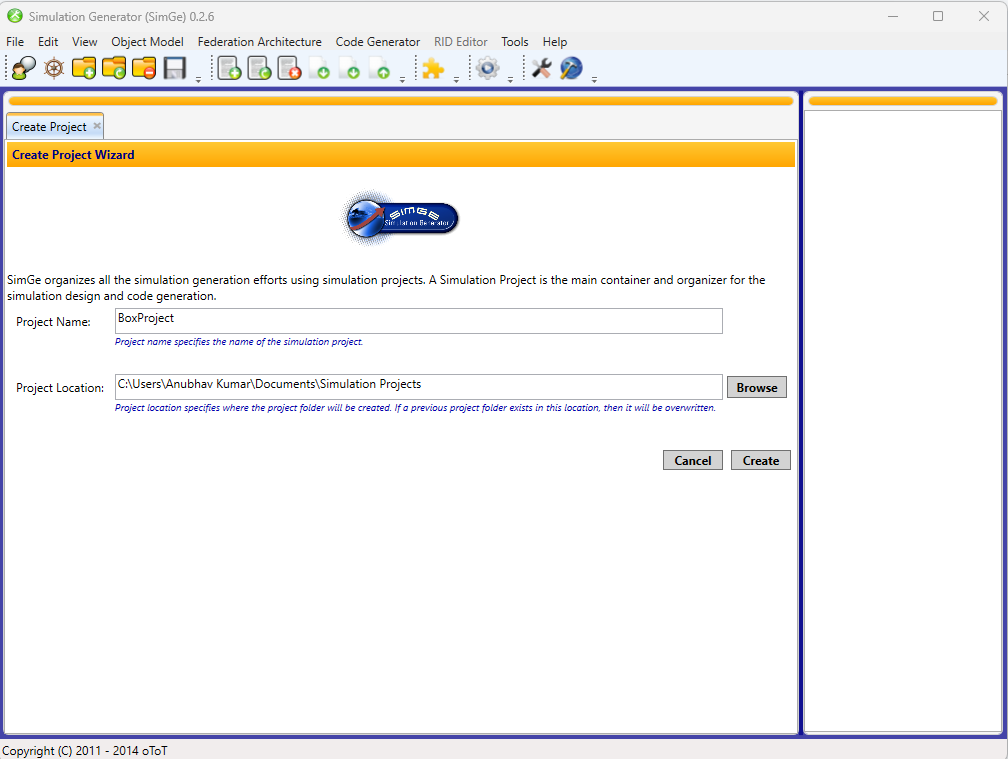 Simulation Generator (SimGe) 0.2.6
File Edit View Object Model Federation Architecture Code Generator RID Editor Tools Help
Create Project
Create Project Wizard
SimGe
Simulation Generator
SimGe organizes all the simulation generation efforts using simulation projects. A Simulation Project is the main container and organizer for the
simulation design and code generation.
Project Name: BoxProject
Project name specifies the name of the simulation project.
Project Location: C:\Users\Anubhav Kumar\Documents\Simulation Projects Browse
Project location specifies where the project folder will be created. If a previous project folder exists in this location, then it will be overwritten.
Cancel Create
Copyright (C) 2011 - 2014 oToT